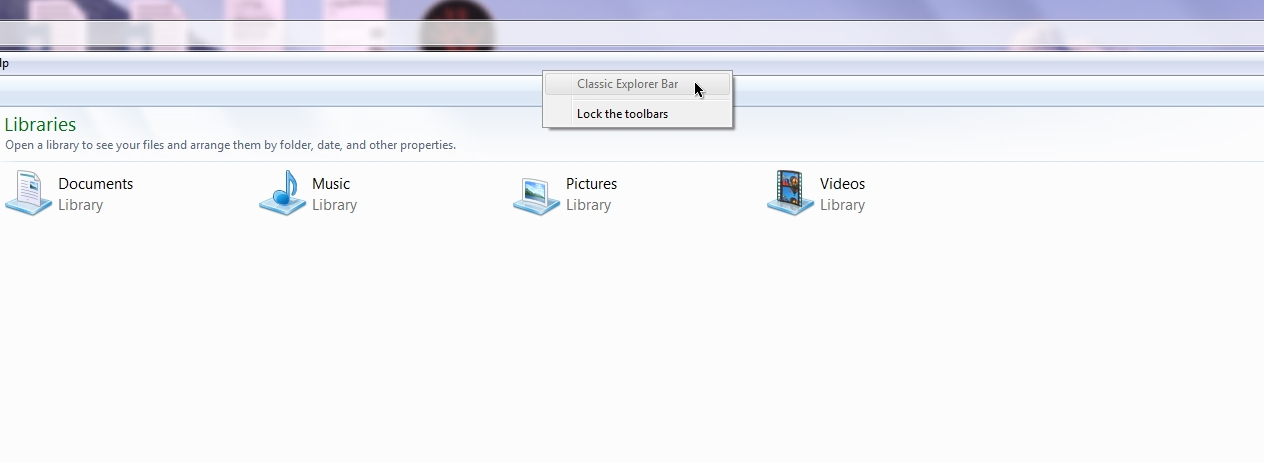 lp
Classic Explorer Bar
Lock the toolbars
Libraries
Open a library to see your files and arrange them by folder, date, and other properties.
Documents
Library
Music
Library
Pictures
Library
Videos
Library